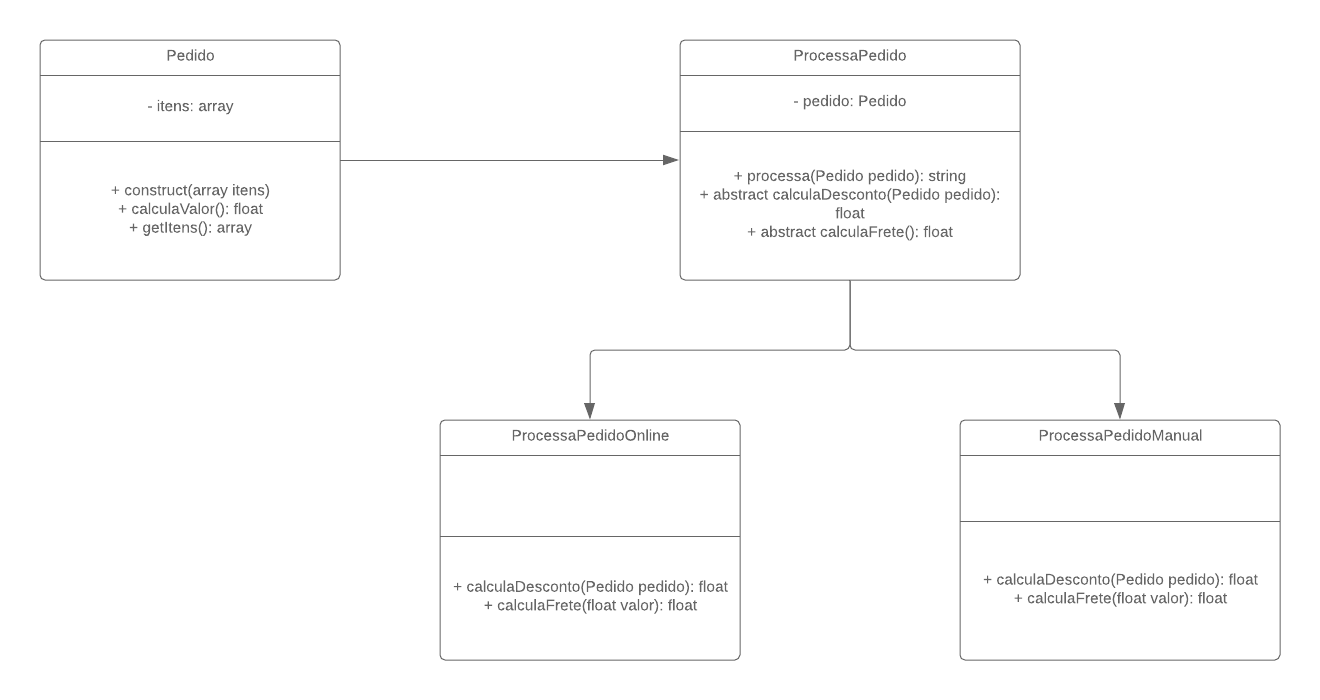 Pedido
- itens: array
+ construct(array itens)
+ calculaValor(): float
+ getItens(): array
ProcessaPedido
- pedido: Pedido
+ processa(Pedido pedido): string
+ abstract calculaDesconto(Pedido pedido):
float
+ abstract calculaFrete(): float
ProcessaPedidoOnline
+ calculaDesconto(Pedido pedido): float
+ calculaFrete(float valor): float
ProcessaPedidoManual
+ calculaDesconto(Pedido pedido): float
+ calculaFrete(float valor): float